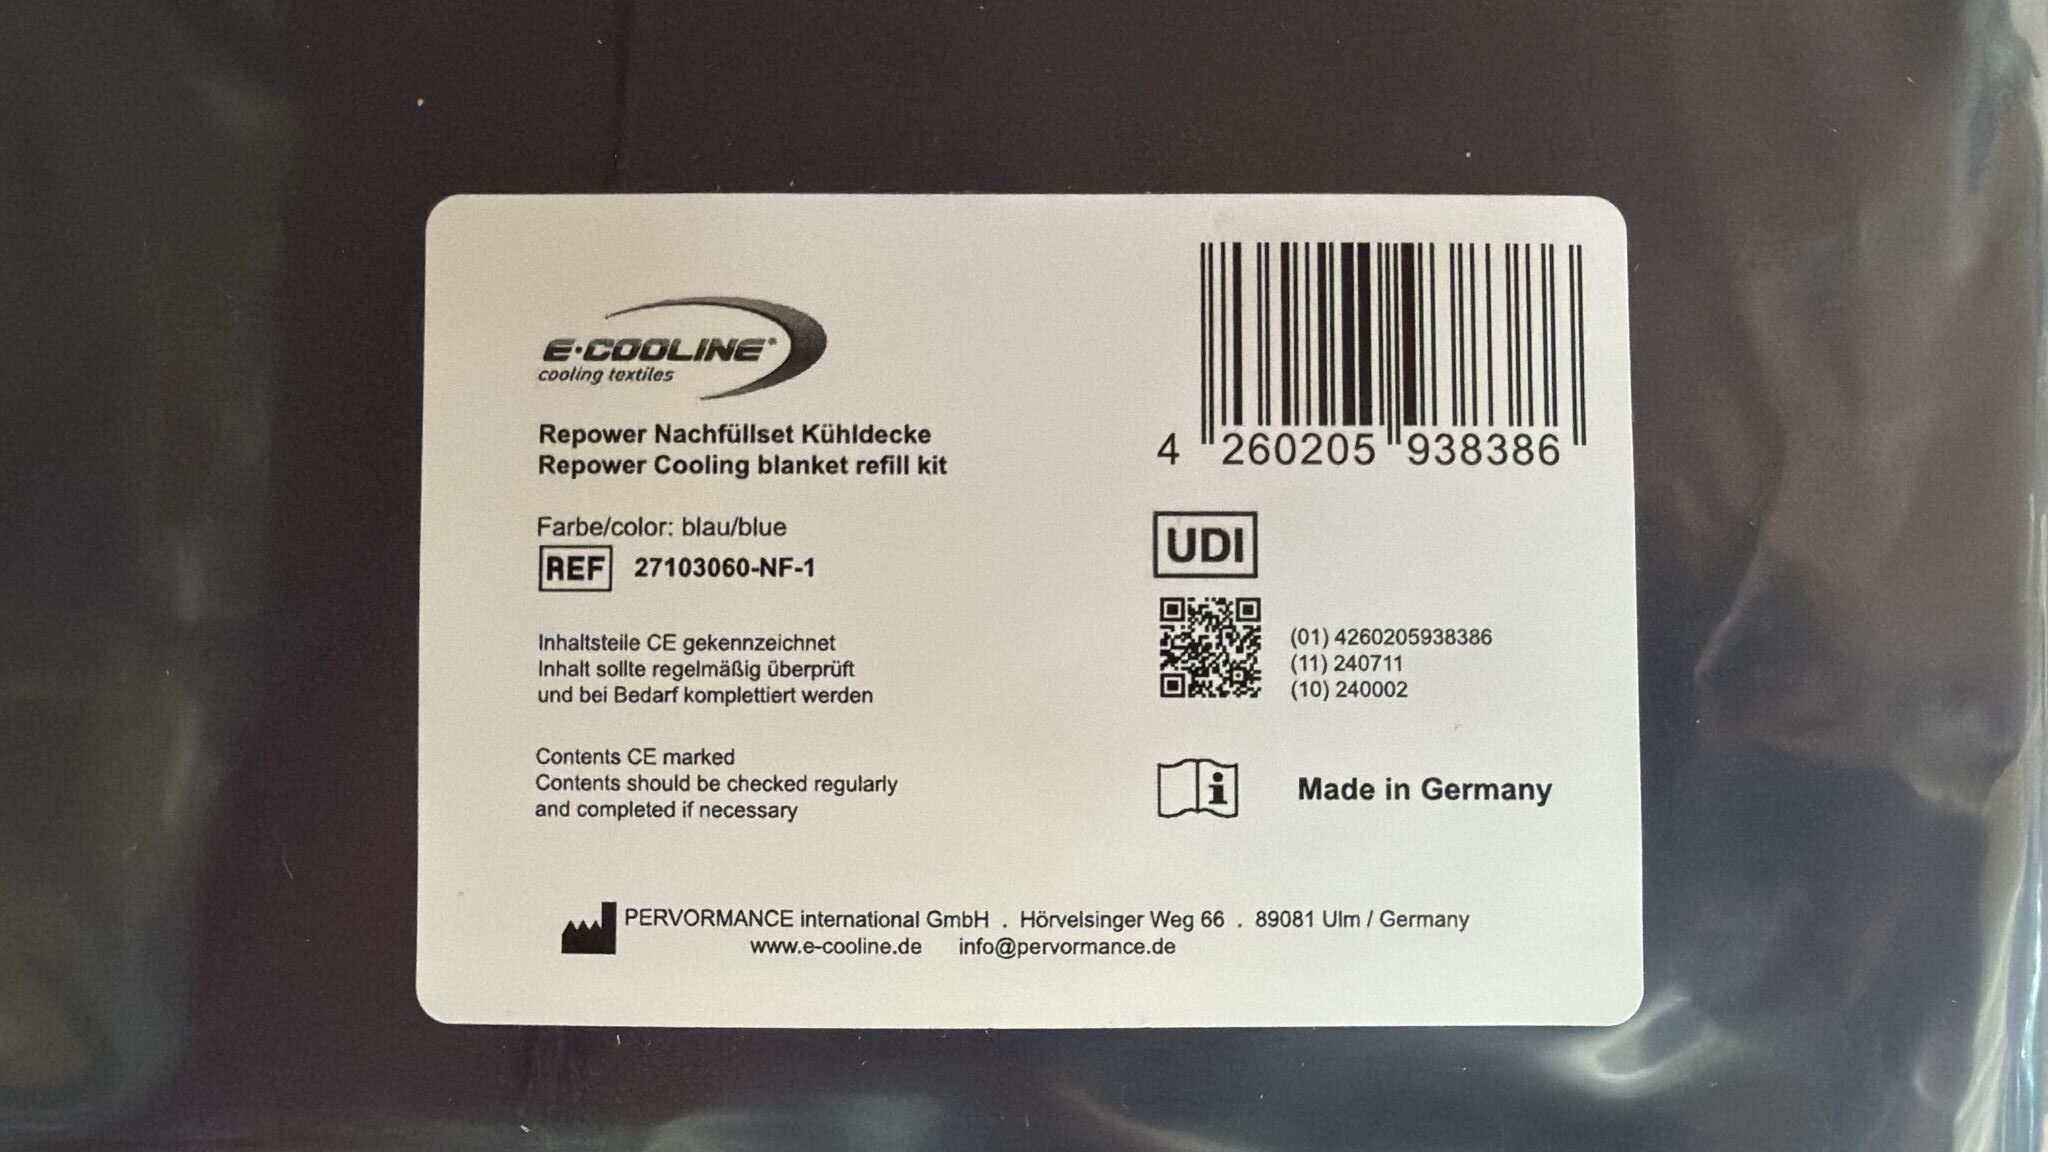 E·COOLINE®
cooling textiles
Repower Nachfüllset Kühldecke
Repower Cooling blanket refill kit
Farbe/color: blau/blue
REF 27103060-NF-1
Inhaltsteile CE gekennzeichnet
Inhalt sollte regelmäßig überprüft
und bei Bedarf komplettiert werden
Contents CE marked
Contents should be checked regularly
and completed if necessary
4 260205 938386
UDI
(01) 4260205938386
(11) 240711
(10) 240002
Made in Germany
PERVORMANCE international GmbH . Hörvelsinger Weg 66 . 89081 Ulm / Germany
www.e-cooline.de info@pervormance.de